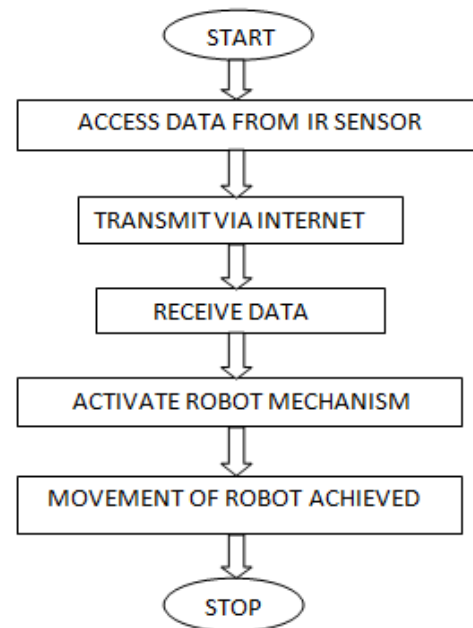 START
ACCESS DATA FROM IR SENSOR
TRANSMIT VIA INTERNET
RECEIVE DATA
ACTIVATE ROBOT MECHANISM
MOVEMENT OF ROBOT ACHIEVED
STOP